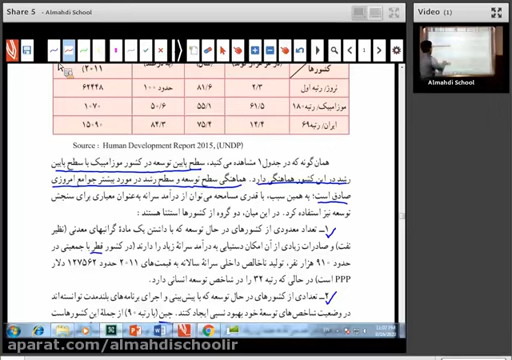 Share 5 - Almahdi School
Video (1)
Almahdi School
کشورها
(۲۰۱۱
نروژ/ رتبه اول ۲/۳ ۸۱/۶ حدود ۱۰۰ ۶۲۴۴۸
موزامبیک/ رتبه۱۸۰ ۶۱/۵ ۵۵/۱ ۵۰/۶ ۱۰۷۰
ایران/ رتبه۶۹ ۱۲/۴ ۷۵/۴ ۸۴/۳ ۱۵۰۹۰
Source : Human Development Report 2015, (UNDP)
همان‌گونه که در جدول ۱ مشاهده می‌کنید، سطح پایین توسعه در کشور موزامبیک با سطح پایین
رشد در این کشور هماهنگی دارد. هماهنگی سطح توسعه و سطح رشد در مورد بیشتر جوامع امروزی
صادق است؛ به همین سبب، با قدری مسامحه می‌توان از درآمد سرانه به‌عنوان معیاری برای سنجش
توسعه نیز استفاده کرد. در این میان، دو گروه از کشورها استثنا هستند :
۱ـ تعداد معدودی از کشورهای در حال توسعه که با داشتن یک مادهٔ گرانبهای معدنی (نظیر
نفت) و صادرات زیادی از آن امکان دستیابی به درآمد سرانهٔ زیاد را دارند (در کشور قطر با جمعیتی در
حدود ۹۱۰ هزار نفر، تولید ناخالص داخلی سرانه سالانه به قیمت‌های ۲۰۱۱ حدود ۱۲۷۵۶۲ دلار
PPP است) در حالی که رتبه ۳۲ را در شاخص توسعه انسانی دارد.
۲ـ تعدادی از کشورهای در حال توسعه که با پیش‌بینی و اجرای برنامه‌های بلندمدت توانسته‌اند
در وضعیت شاخص‌های توسعهٔ خود بهبود نسبی ایجاد کنند. چین (با رتبه ۹۰) از جمله این کشورهاست
www.aparat.com/almahdischoolir